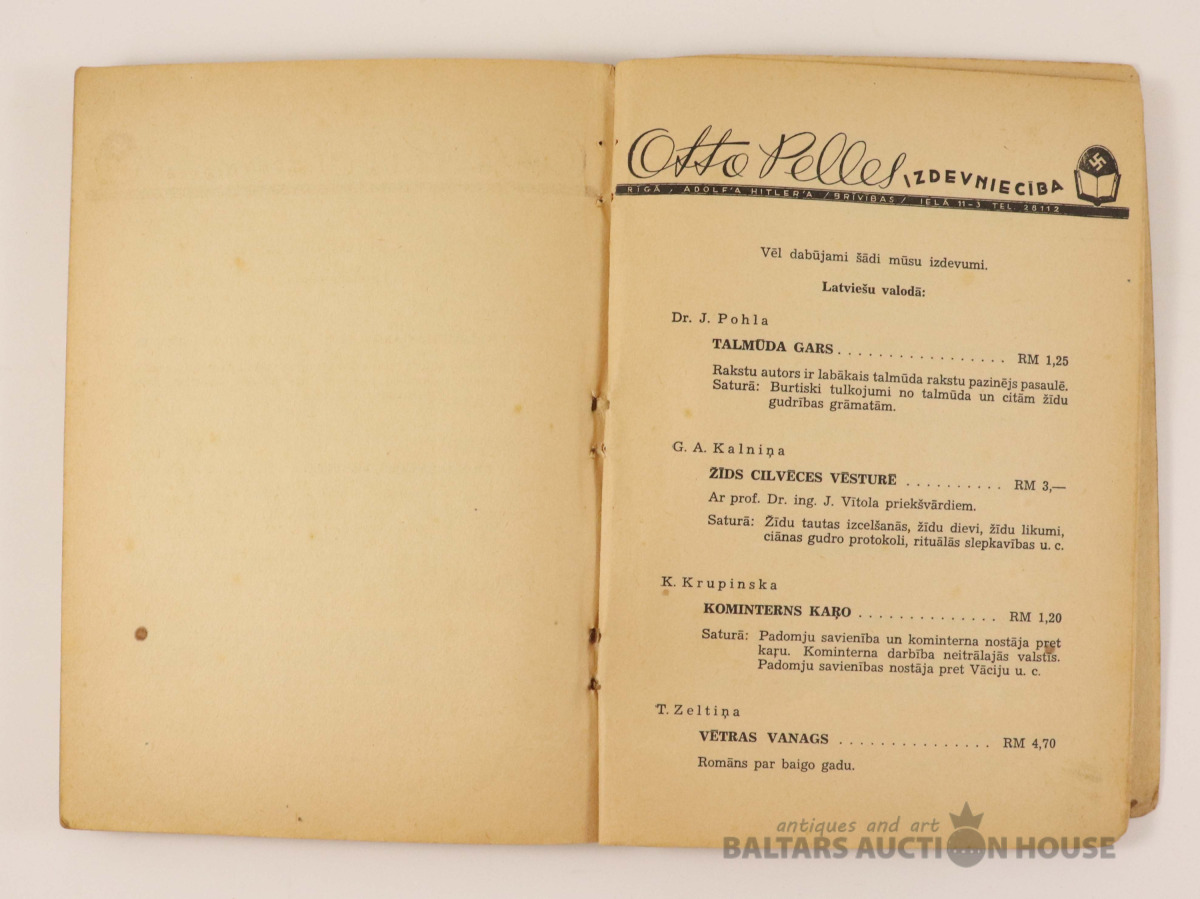 Otto Pelles IZDEVNIECĪBA
RĪGĀ, ADOLF'A HITLER'A /BRĪVĪBAS/ IELĀ 11-3 TEL. 28112.
Vēl dabūjami šādi mūsu izdevumi.
Latviešu valodā:
Dr. J. Pohla
TALMŪDA GARS . . . . . . . . . . . . . . . . . RM 1,25
Rakstu autors ir labākais talmūda rakstu pazinējs pasaulē.
Saturā: Burtiski tulkojumi no talmūda un citām žīdu
gudrības grāmatām.
G. A. Kalniņa
ŽĪDS CILVĒCES VĒSTURĒ . . . . . . . . . . RM 3,—
Ar prof. Dr. ing. J. Vītola priekšvārdiem.
Saturā: Žīdu tautas izcelšanās, žīdu dievi, žīdu likumi,
ciānas gudro protokoli, rituālās slepkavības u. c.
K. Krupinska
KOMINTERNS KAŖO . . . . . . . . . . . . . . RM 1,20
Saturā: Padomju savienība un kominterna nostāja pret
kaŗu. Kominterna darbība neitrālajās valstīs.
Padomju savienības nostāja pret Vāciju u. c.
T. Zeltiņa
VĒTRAS VANAGS . . . . . . . . . . . . . . . RM 4,70
Romāns par baigo gadu.
antiques and art
BALTARS AUCTION HOUSE